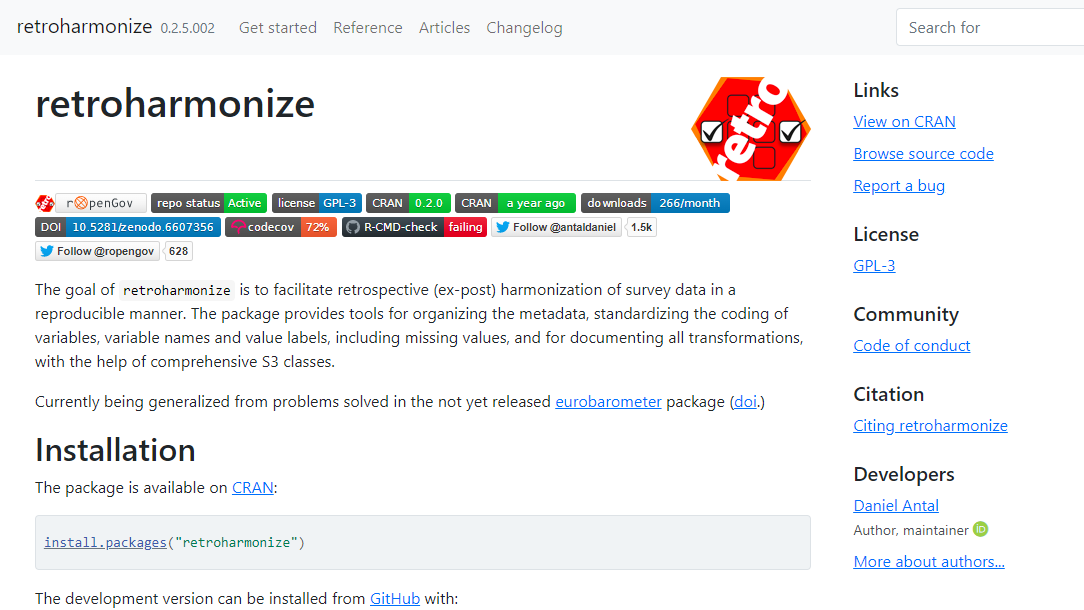 retroharmonize 0.2.5.002 Get started Reference Articles Changelog Search for
retroharmonize
retro
rOpenGov repo status Active license GPL-3 CRAN 0.2.0 CRAN a year ago downloads 266/month
DOI 10.5281/zenodo.6607356 codecov 72% R-CMD-check failing Follow @antaldaniel 1.5k
Follow @ropengov 628
The goal of retroharmonize is to facilitate retrospective (ex-post) harmonization of survey data in a
reproducible manner. The package provides tools for organizing the metadata, standardizing the coding of
variables, variable names and value labels, including missing values, and for documenting all transformations,
with the help of comprehensive S3 classes.
Currently being generalized from problems solved in the not yet released eurobarometer package (doi.)
Installation
The package is available on CRAN:
install.packages("retroharmonize")
The development version can be installed from GitHub with:
Links
View on CRAN
Browse source code
Report a bug
License
GPL-3
Community
Code of conduct
Citation
Citing retroharmonize
Developers
Daniel Antal
Author, maintainer iD
More about authors...